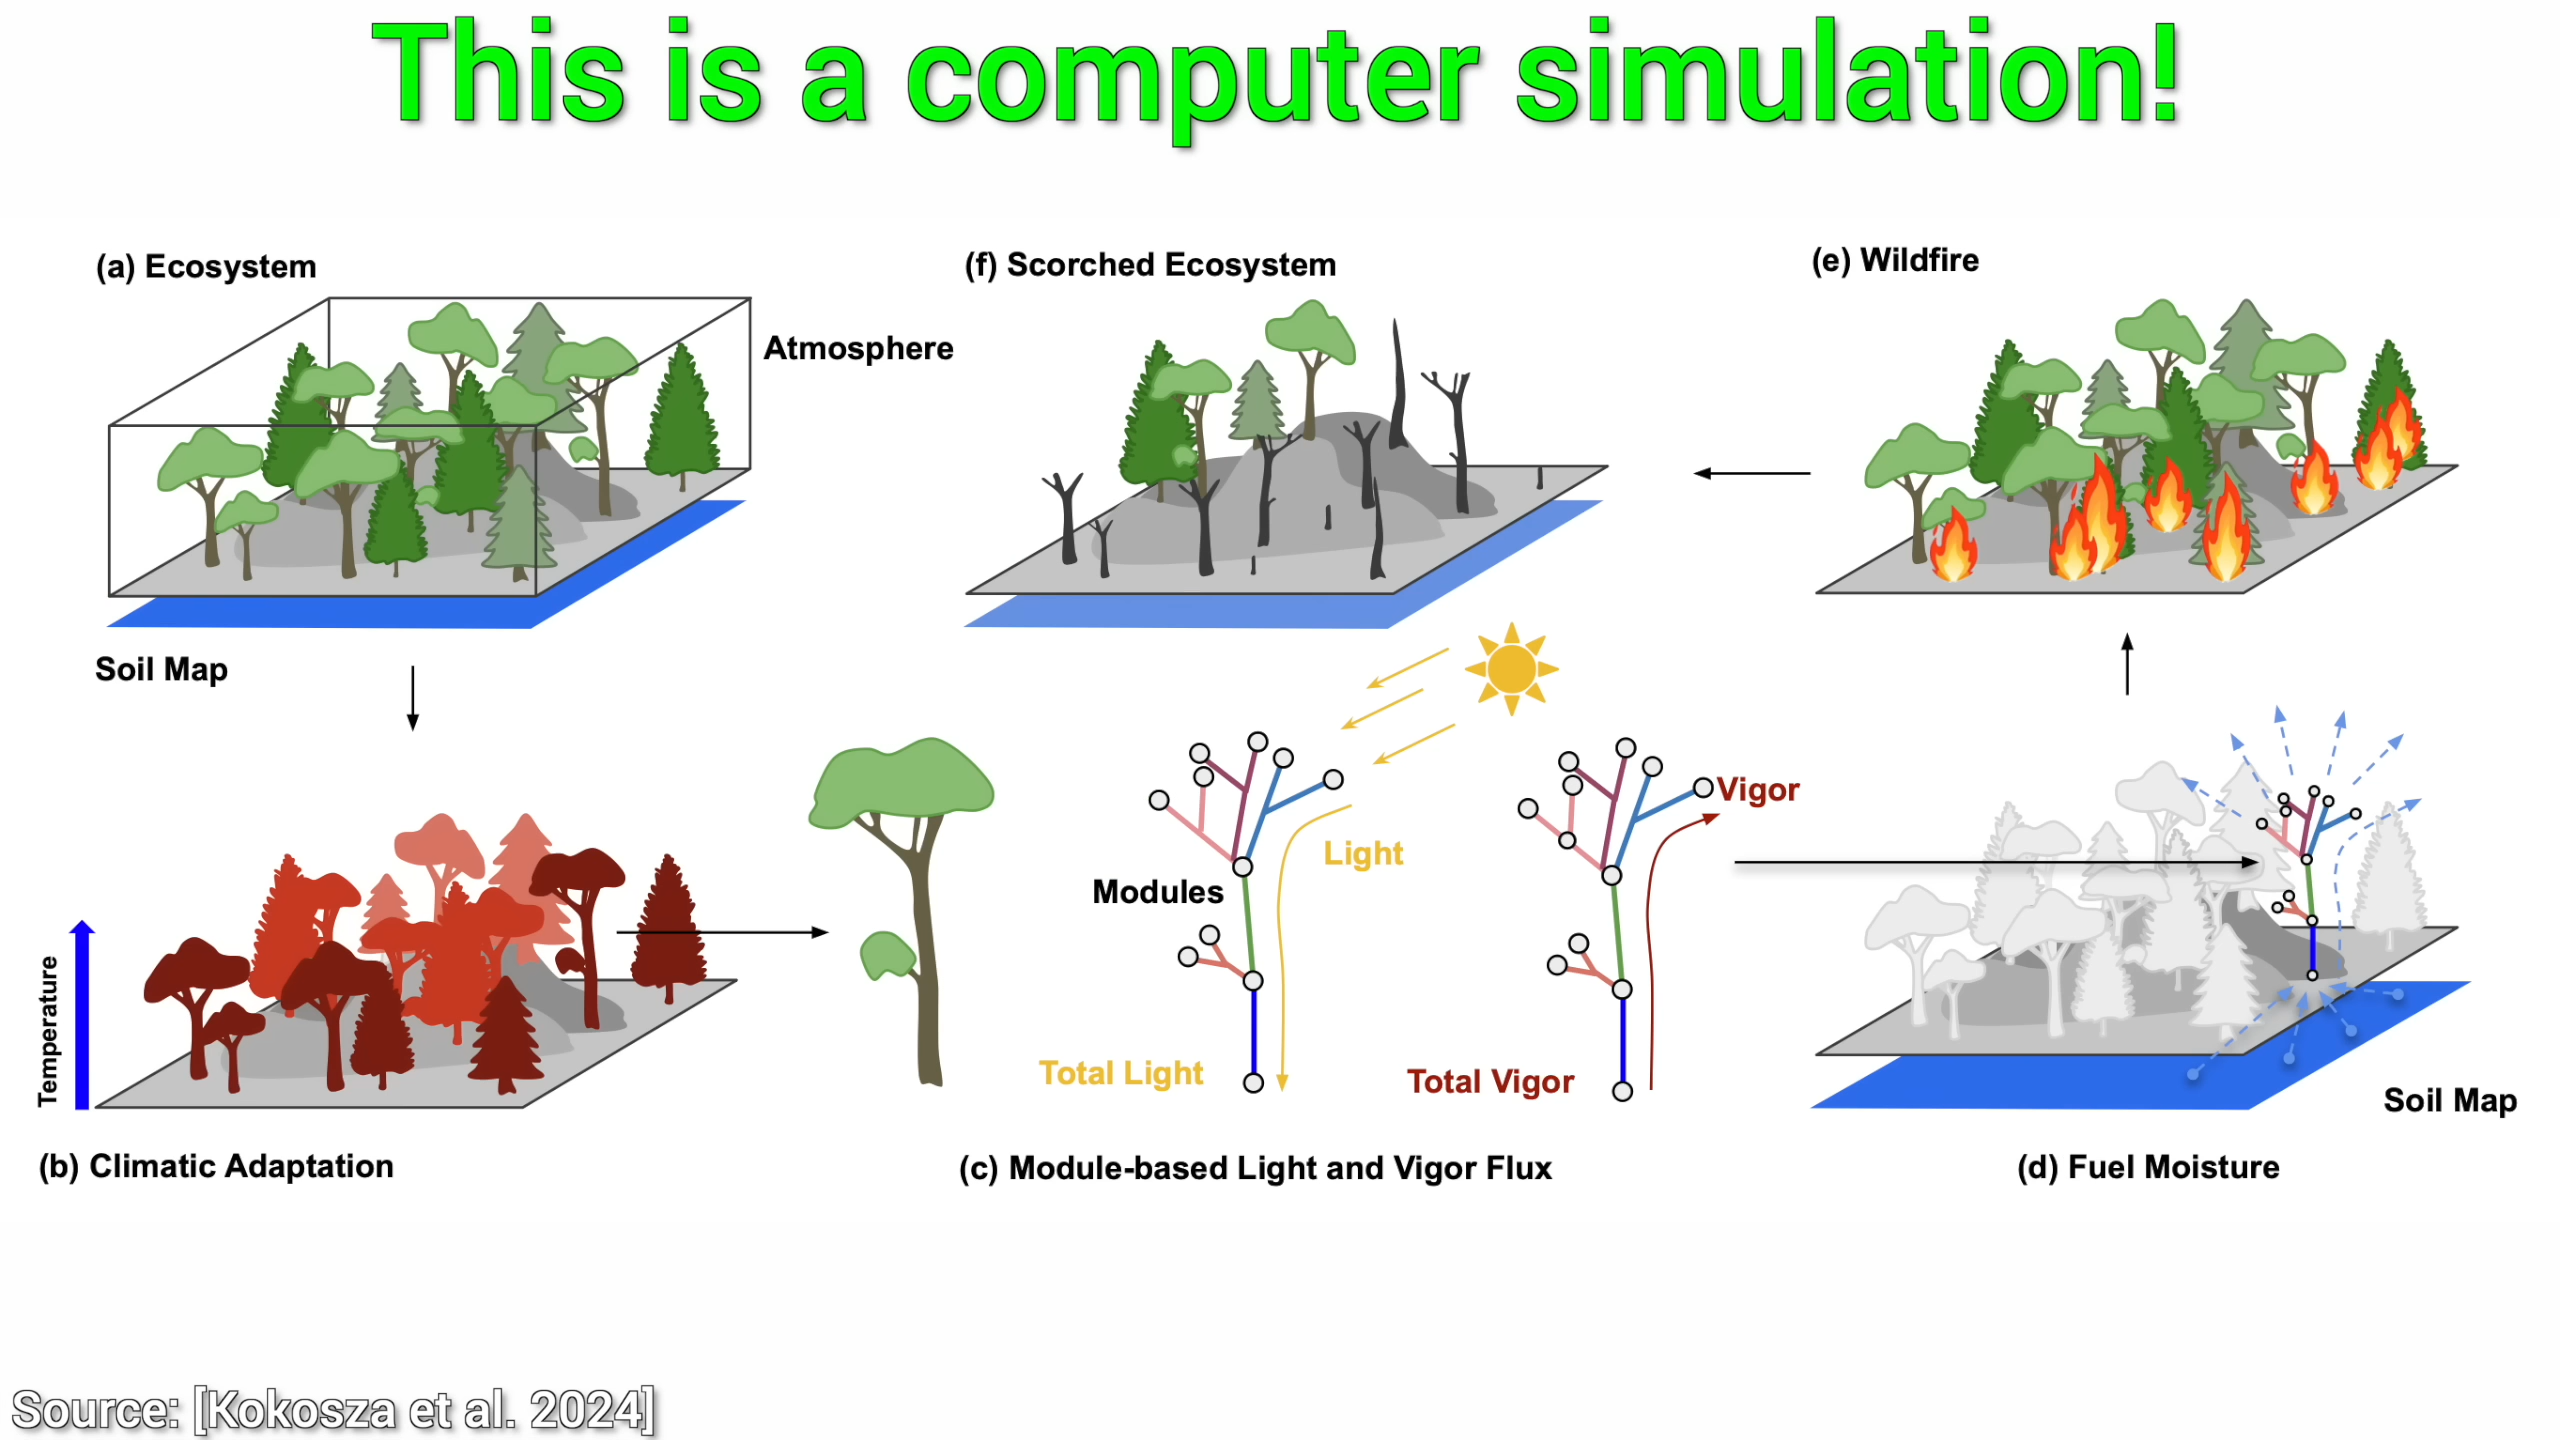 This is a computer simulation!
(a) Ecosystem
(f) Scorched Ecosystem
(e) Wildfire
Atmosphere
Soil Map
Vigor
Light
Modules
Temperature
Total Light
Total Vigor
Soil Map
(b) Climatic Adaptation
(c) Module-based Light and Vigor Flux
(d) Fuel Moisture
Source: [Kokosza et al. 2024]